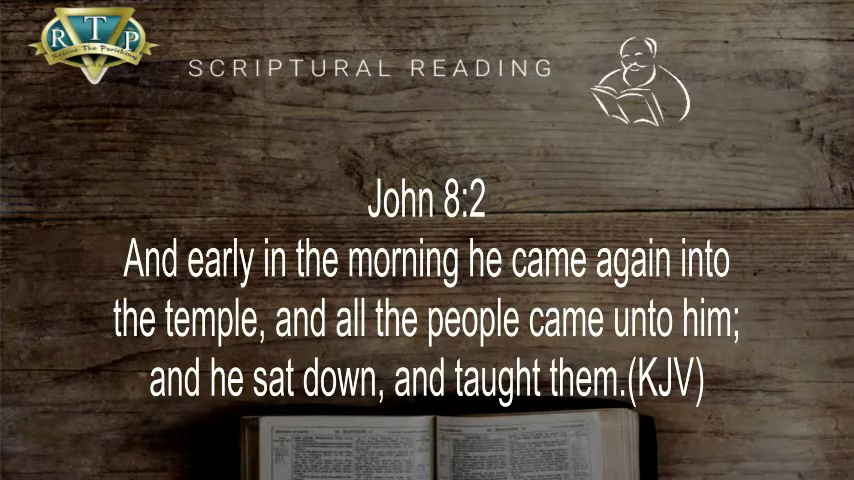 R T P
Rescue The Perishing
SCRIPTURAL READING
John 8:2
And early in the morning he came again into
the temple, and all the people came unto him;
and he sat down, and taught them.(KJV)